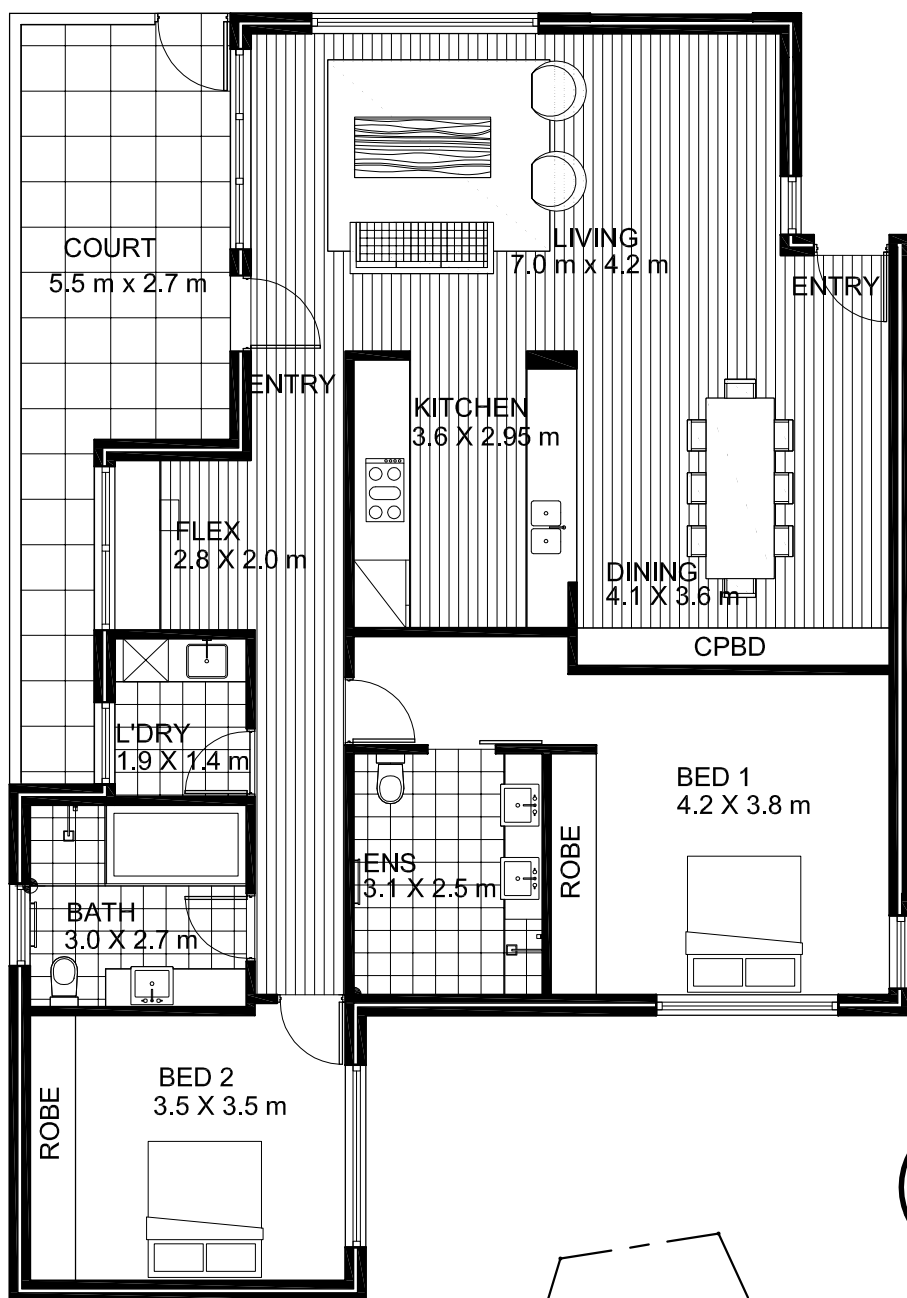 COURT
5.5 m x 2.7 m
LIVING
7.0 m x 4.2 m
ENTRY
ENTRY
KITCHEN
3.6 X 2.95 m
FLEX
2.8 X 2.0 m
DINING
4.1 X 3.6 m
CPBD
L'DRY
1.9 X 1.4 m
BED 1
4.2 X 3.8 m
ROBE
ENS
3.1 X 2.5 m
BATH
3.0 X 2.7 m
BED 2
3.5 X 3.5 m
ROBE